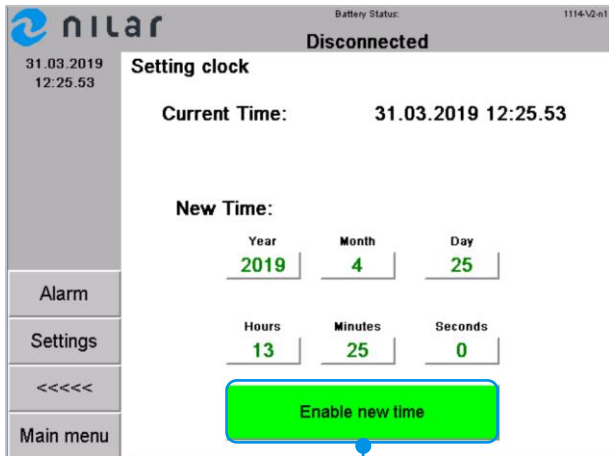 nilar
Battery Status:
1114-V2-n1
Disconnected
31.03.2019
12:25.53
Setting clock
Current Time: 31.03.2019 12:25.53
New Time:
Year Month Day
2019 4 25
Hours Minutes Seconds
13 25 0
Enable new time
Alarm
Settings
<<<<<
Main menu